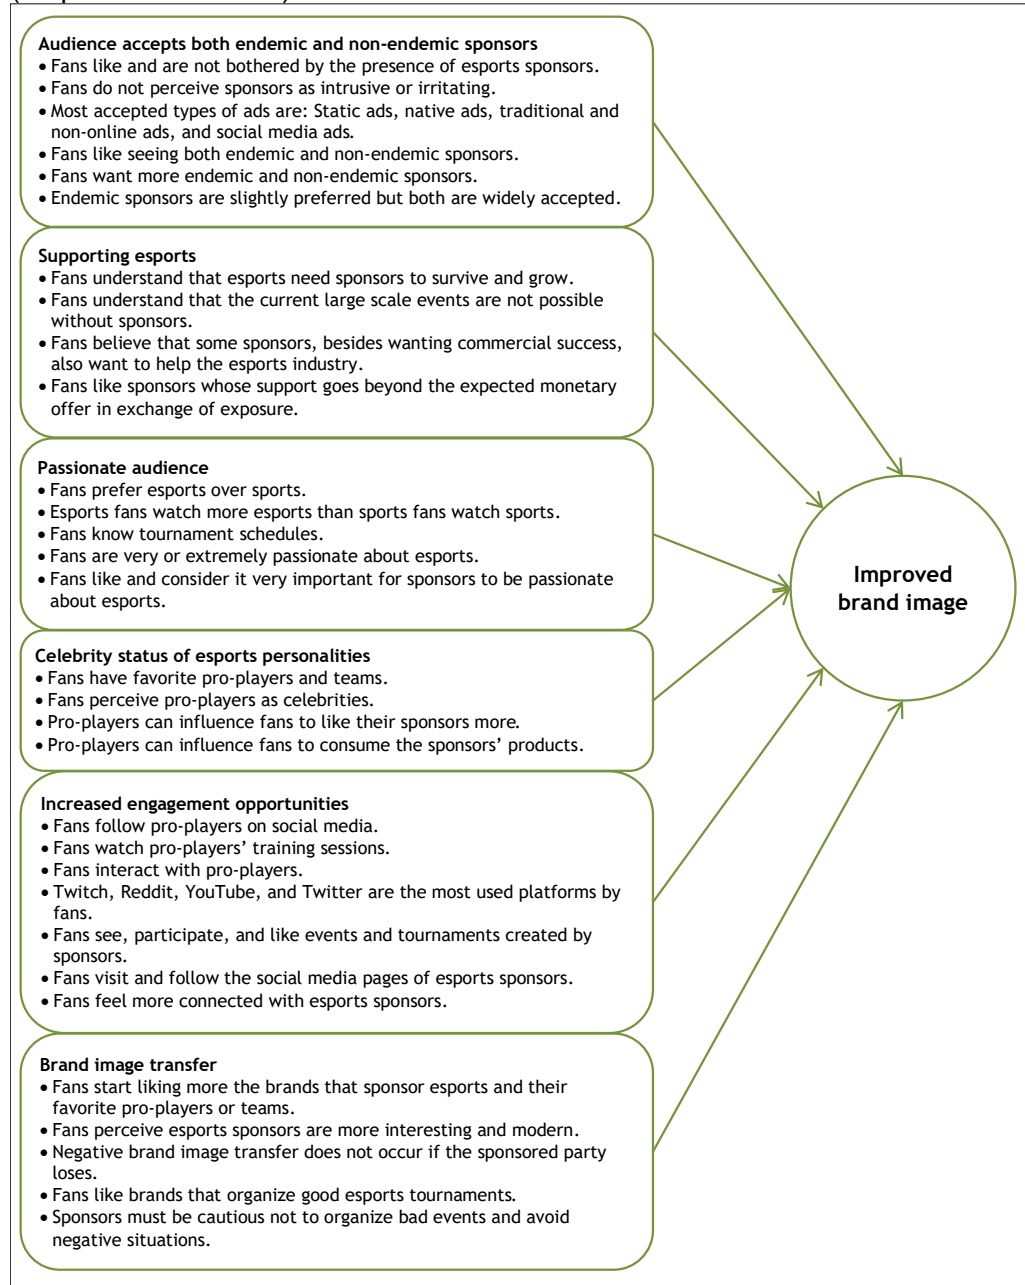 Audience accepts both endemic and non-endemic sponsors
• Fans like and are not bothered by the presence of esports sponsors.
• Fans do not perceive sponsors as intrusive or irritating.
• Most accepted types of ads are: Static ads, native ads, traditional and
non-online ads, and social media ads.
• Fans like seeing both endemic and non-endemic sponsors.
• Fans want more endemic and non-endemic sponsors.
• Endemic sponsors are slightly preferred but both are widely accepted.
Supporting esports
• Fans understand that esports need sponsors to survive and grow.
• Fans understand that the current large scale events are not possible
without sponsors.
• Fans believe that some sponsors, besides wanting commercial success,
also want to help the esports industry.
• Fans like sponsors whose support goes beyond the expected monetary
offer in exchange of exposure.
Passionate audience
• Fans prefer esports over sports.
• Esports fans watch more esports than sports fans watch sports.
• Fans know tournament schedules.
• Fans are very or extremely passionate about esports.
• Fans like and consider it very important for sponsors to be passionate
about esports.
Celebrity status of esports personalities
• Fans have favorite pro-players and teams.
• Fans perceive pro-players as celebrities.
• Pro-players can influence fans to like their sponsors more.
• Pro-players can influence fans to consume the sponsors’ products.
Increased engagement opportunities
• Fans follow pro-players on social media.
• Fans watch pro-players’ training sessions.
• Fans interact with pro-players.
• Twitch, Reddit, YouTube, and Twitter are the most used platforms by
fans.
• Fans see, participate, and like events and tournaments created by
sponsors.
• Fans visit and follow the social media pages of esports sponsors.
• Fans feel more connected with esports sponsors.
Brand image transfer
• Fans start liking more the brands that sponsor esports and their
favorite pro-players or teams.
• Fans perceive esports sponsors are more interesting and modern.
• Negative brand image transfer does not occur if the sponsored party
loses.
• Fans like brands that organize good esports tournaments.
• Sponsors must be cautious not to organize bad events and avoid
negative situations.
Improved
brand image